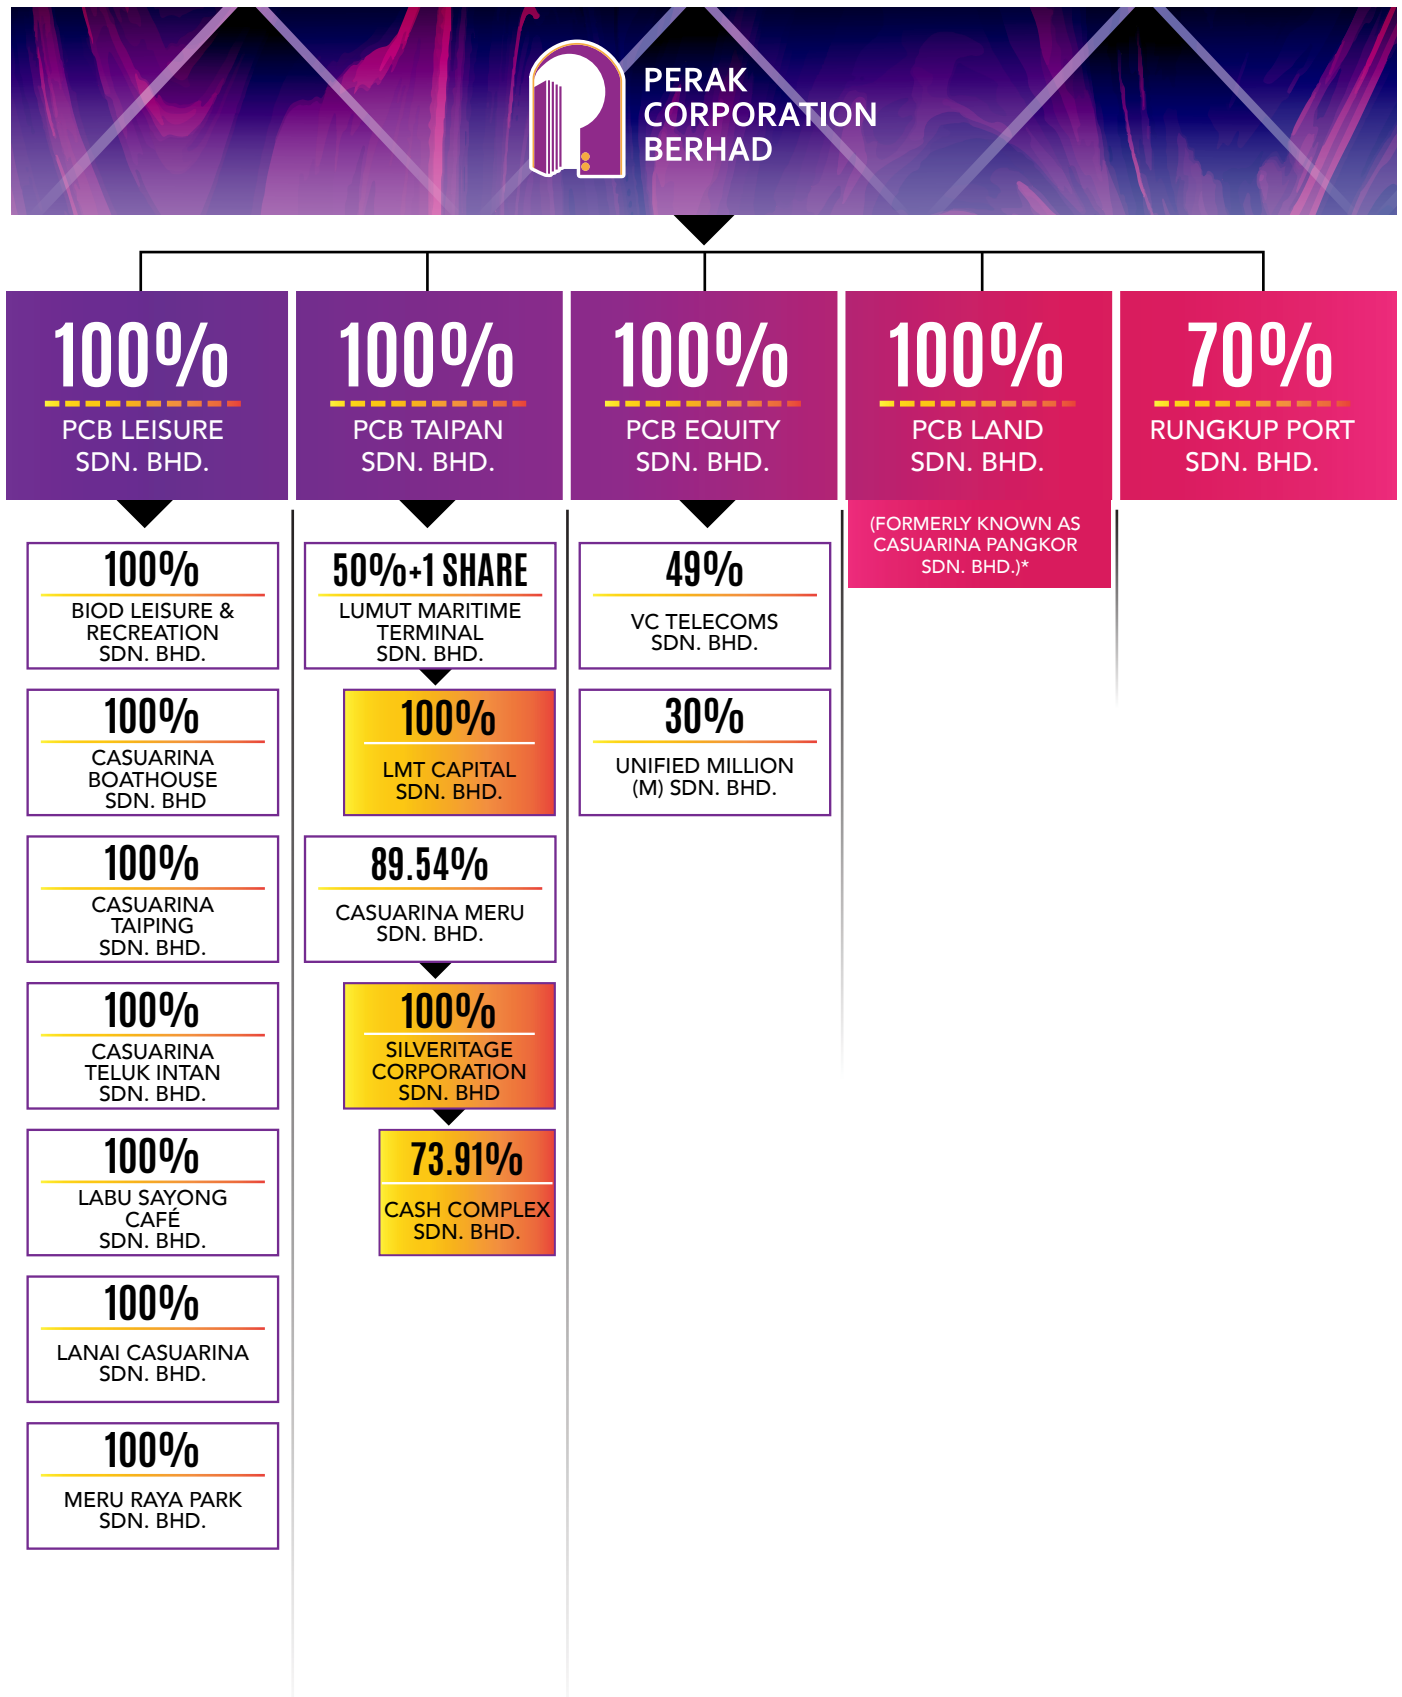 PERAK
CORPORATION
BERHAD
100%
PCB LEISURE
SDN. BHD.
100%
BIOD LEISURE &
RECREATION
SDN. BHD.
100%
CASUARINA
BOATHOUSE
SDN. BHD
100%
CASUARINA
TAIPING
SDN. BHD.
100%
CASUARINA
TELUK INTAN
SDN. BHD.
100%
LABU SAYONG
CAFÉ
SDN. BHD.
100%
LANAI CASUARINA
SDN. BHD.
100%
MERU RAYA PARK
SDN. BHD.
100%
PCB TAIPAN
SDN. BHD.
50%+1 SHARE
LUMUT MARITIME
TERMINAL
SDN. BHD.
100%
LMT CAPITAL
SDN. BHD.
89.54%
CASUARINA MERU
SDN. BHD.
100%
SILVERITAGE
CORPORATION
SDN. BHD
73.91%
CASH COMPLEX
SDN. BHD.
100%
PCB EQUITY
SDN. BHD.
49%
VC TELECOMS
SDN. BHD.
30%
UNIFIED MILLION
(M) SDN. BHD.
100%
PCB LAND
SDN. BHD.
(FORMERLY KNOWN AS
CASUARINA PANGKOR
SDN. BHD.)*
70%
RUNGKUP PORT
SDN. BHD.